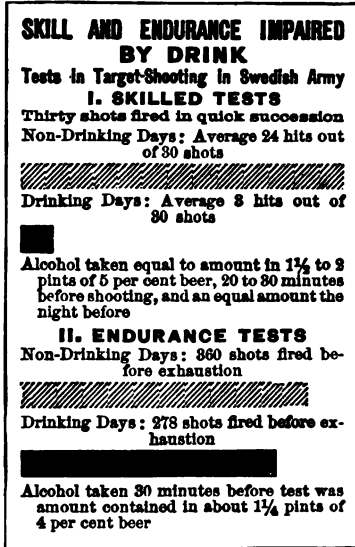 SKILL AND ENDURANCE IMPAIRED
BY DRINK
Tests in Target-Shooting in Swedish Army
I. SKILLED TESTS
Thirty shots fired in quick succession
Non-Drinking Days: Average 24 hits out
of 30 shots
Drinking Days: Average 3 hits out of
30 shots
Alcohol taken equal to amount in 1½ to 2
pints of 5 per cent beer, 20 to 30 minutes
before shooting, and an equal amount the
night before
II. ENDURANCE TESTS
Non-Drinking Days: 360 shots fired be-
fore exhaustion
Drinking Days: 278 shots fired before ex-
haustion
Alcohol taken 30 minutes before test was
amount contained in about 1¼ pints of
4 per cent beer